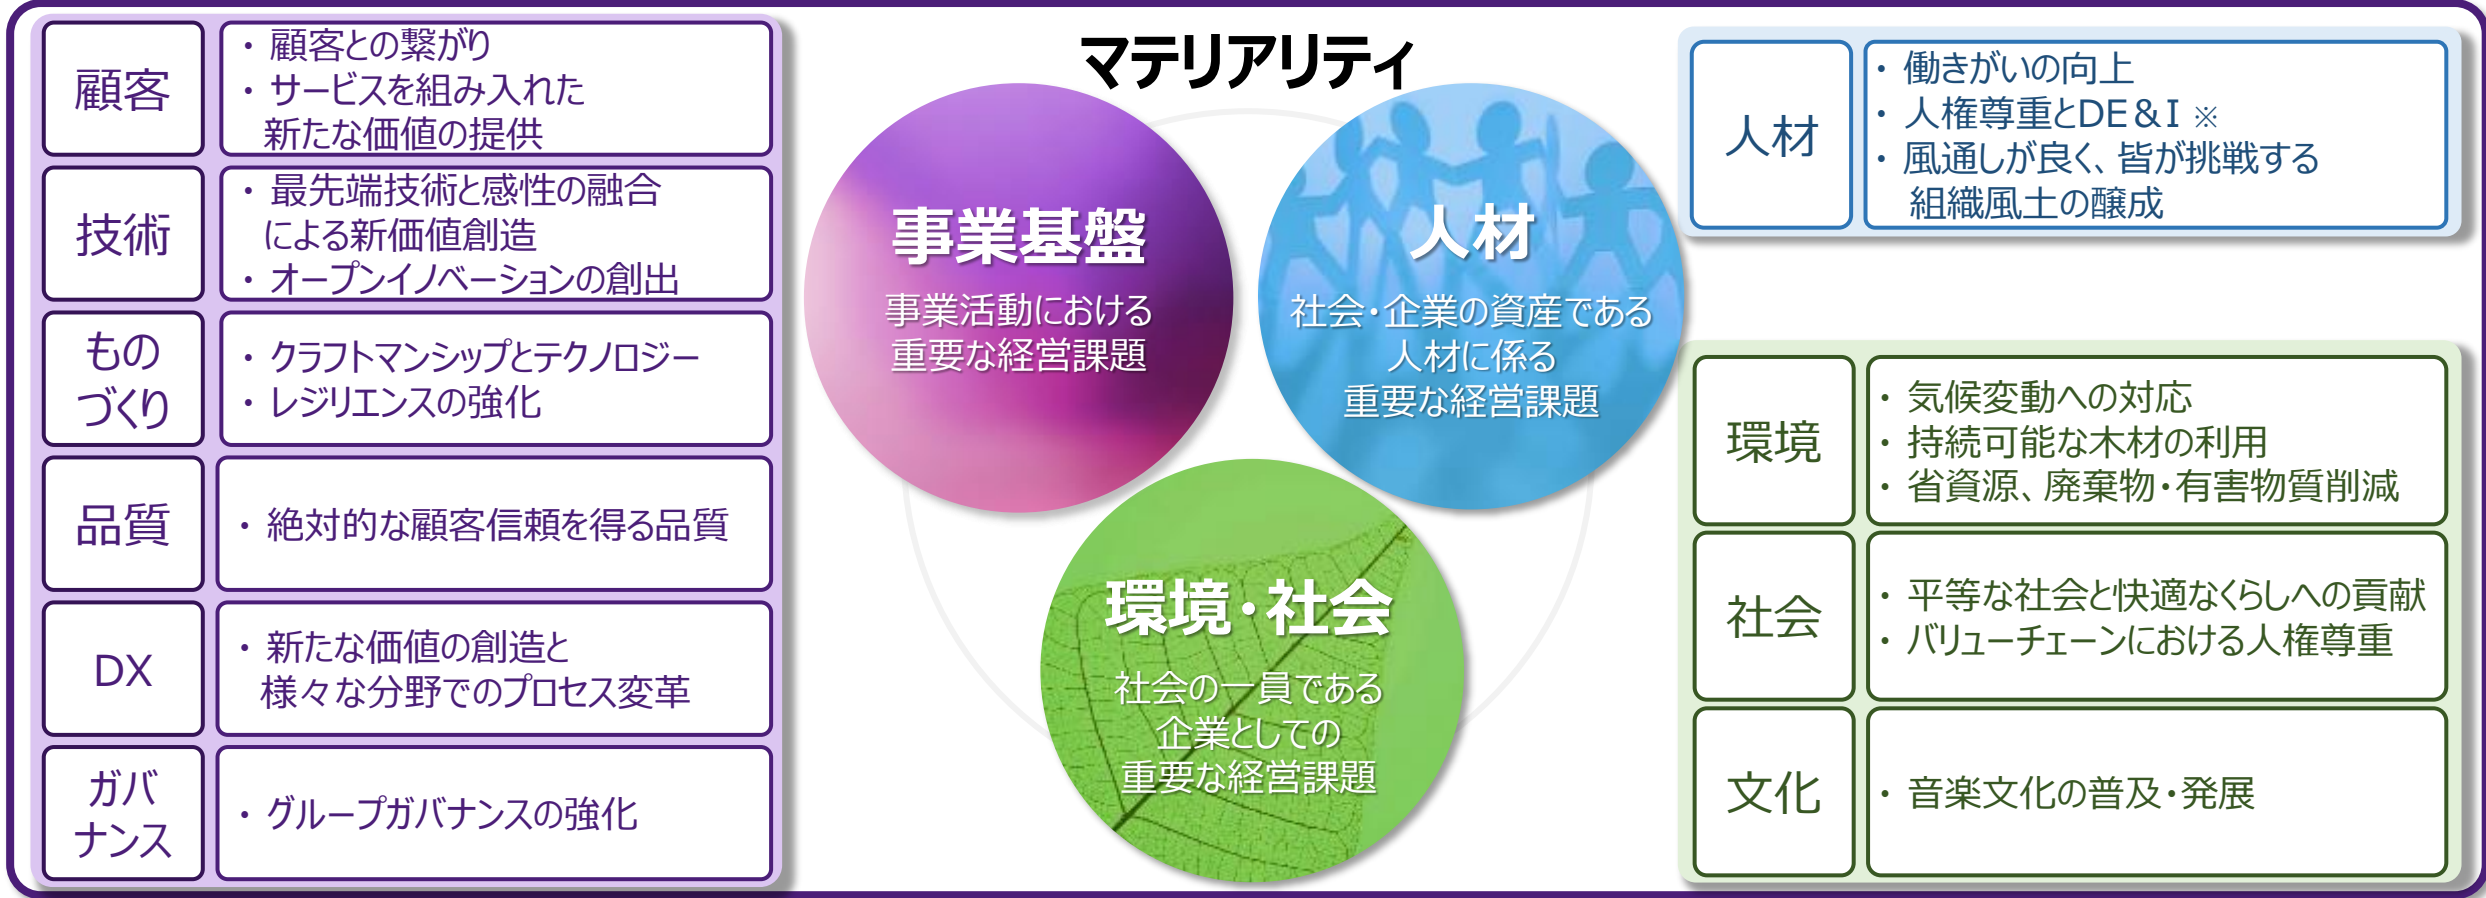 マテリアリティ
顧客
・ 顧客との繋がり
・ サービスを組み入れた
新たな価値の提供
技術
・ 最先端技術と感性の融合
による新価値創造
・ オープンイノベーションの創出
もの
づくり
・ クラフトマンシップとテクノロジー
・ レジリエンスの強化
品質
・ 絶対的な顧客信頼を得る品質
DX
・ 新たな価値の創造と
様々な分野でのプロセス変革
ガバ
ナンス
・ グループガバナンスの強化
事業基盤
事業活動における
重要な経営課題
人材
社会・企業の資産である
人材に係る
重要な経営課題
環境・社会
社会の一員である
企業としての
重要な経営課題
人材
・ 働きがいの向上
・ 人権尊重とDE&I ※
・ 風通しが良く、皆が挑戦する
組織風土の醸成
環境
・ 気候変動への対応
・ 持続可能な木材の利用
・ 省資源、廃棄物・有害物質削減
社会
・ 平等な社会と快適なくらしへの貢献
・ バリューチェーンにおける人権尊重
文化
・ 音楽文化の普及・発展